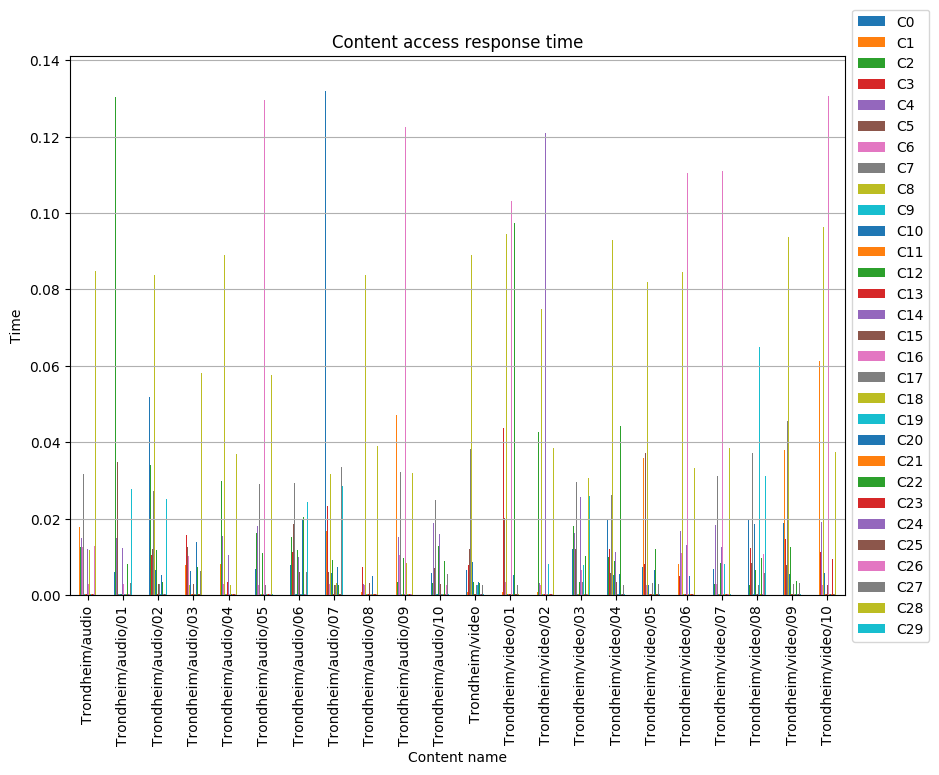 Content access response time
Time
0.14
0.12
0.10
0.08
0.06
0.04
0.02
0.00
Trondheim/audio
Trondheim/audio/01
Trondheim/audio/02
Trondheim/audio/03
Trondheim/audio/04
Trondheim/audio/05
Trondheim/audio/06
Trondheim/audio/07
Trondheim/audio/08
Trondheim/audio/09
Trondheim/audio/10
Trondheim/video
Trondheim/video/01
Trondheim/video/02
Trondheim/video/03
Trondheim/video/04
Trondheim/video/05
Trondheim/video/06
Trondheim/video/07
Trondheim/video/08
Trondheim/video/09
Trondheim/video/10
Content name
C0
C1
C2
C3
C4
C5
C6
C7
C8
C9
C10
C11
C12
C13
C14
C15
C16
C17
C18
C19
C20
C21
C22
C23
C24
C25
C26
C27
C28
C29